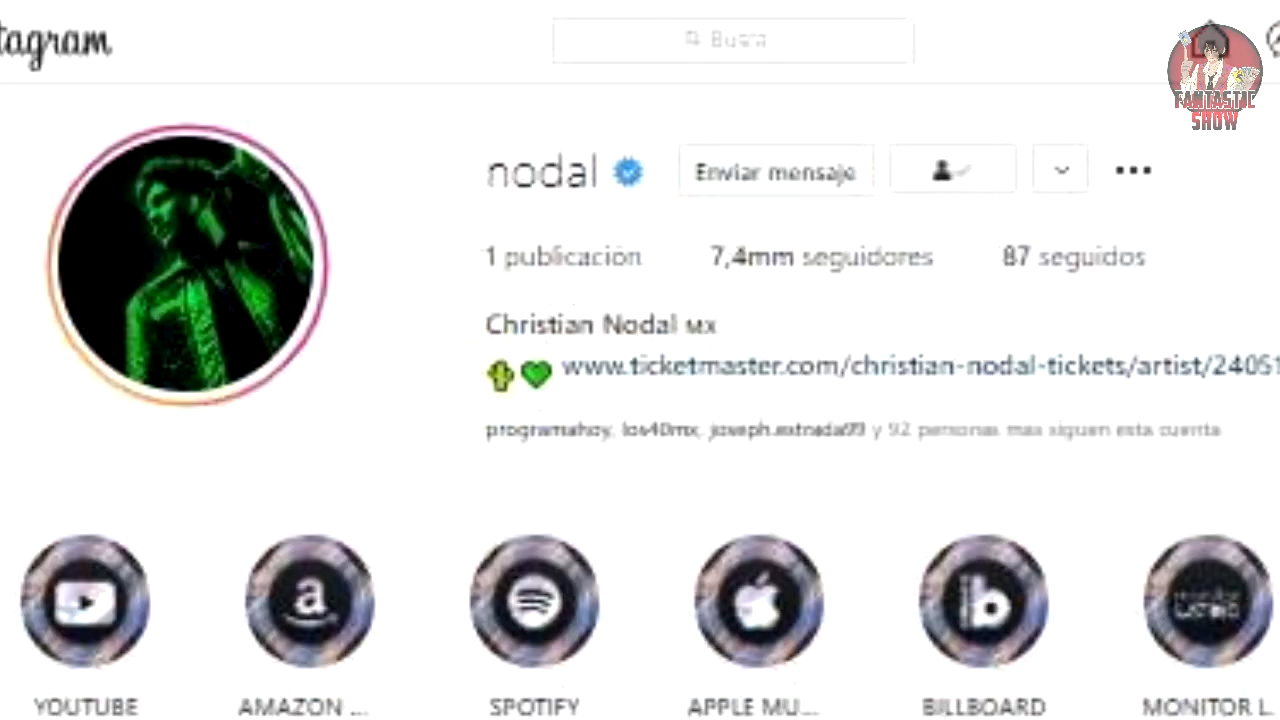 tagram
Busca
FANTASTIC
SHOW
nodal
Enviar mensaje
1 publicación
7,4mm seguidores
87 seguidos
Christian Nodal MX
www.ticketmaster.com/christian-nodal-tickets/artist/24051
programahoy, los40mx, joseph.estrada99 y 92 personas más siguen esta cuenta
YOUTUBE
AMAZON ...
SPOTIFY
APPLE MU...
BILLBOARD
MONITOR L.